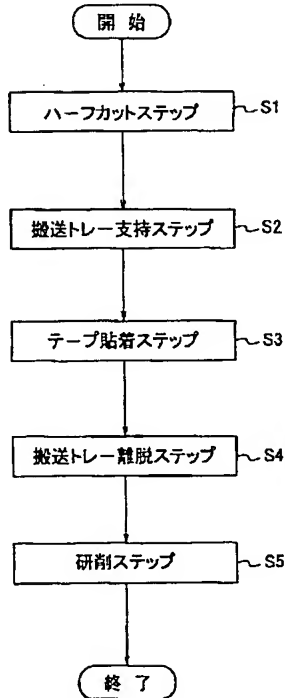 開始
ハーフカットステップ S1
搬送トレー支持ステップ S2
テープ貼着ステップ S3
搬送トレー離脱ステップ S4
研削ステップ S5
終了